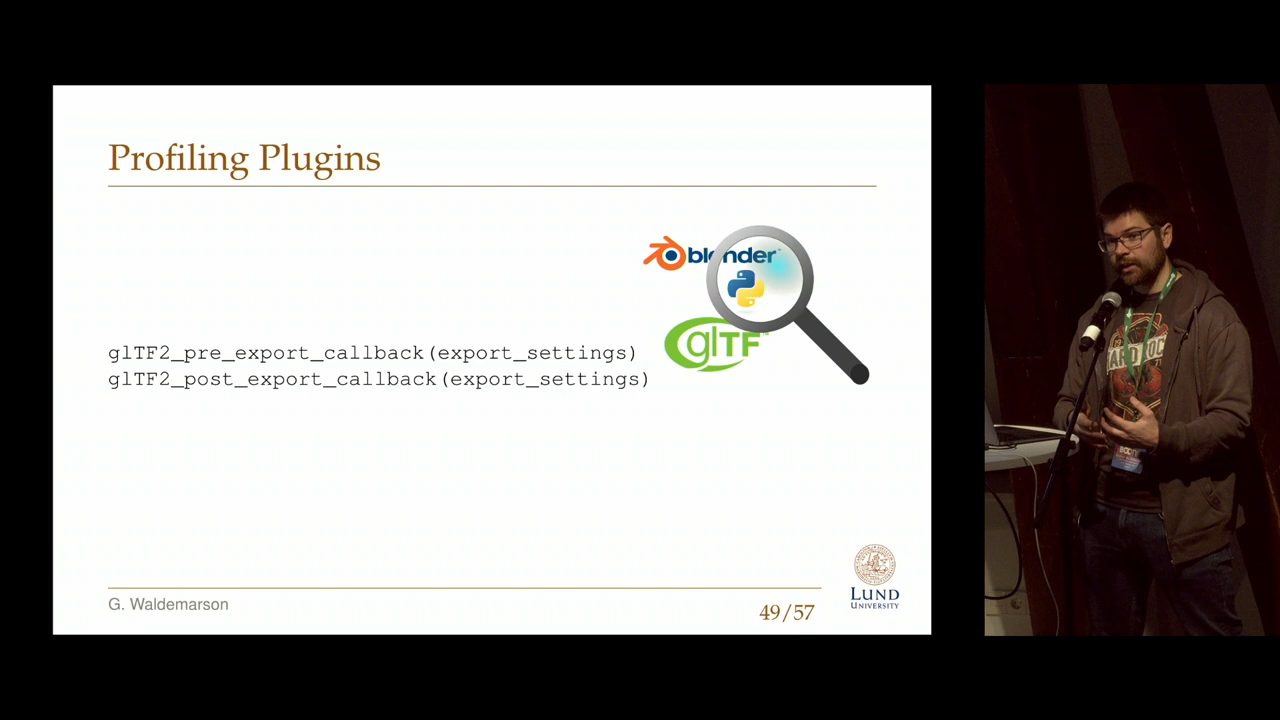 Profiling Plugins
blender
glTF
glTF2_pre_export_callback(export_settings)
glTF2_post_export_callback(export_settings)
G. Waldemarson
49/57
LUND
UNIVERSITY